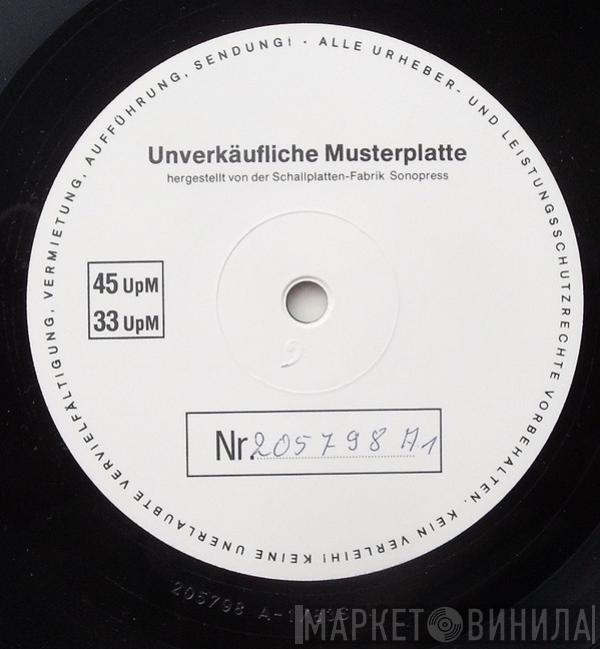 ALLE URHEBER- UND LEISTUNGSSCHUTZRECHTE VORBEHALTEN. KEIN VERLEIH! KEINE UNERLAUBTE VERVIELFÄLTIGUNG, VERMIETUNG, AUFFÜHRUNG, SENDUNG! ·
Unverkäufliche Musterplatte
hergestellt von der Schallplatten-Fabrik Sonopress
45 UpM
33 UpM
Nr. 205798 A1
205798 A-1
МАРКЕТ ВИНИЛА